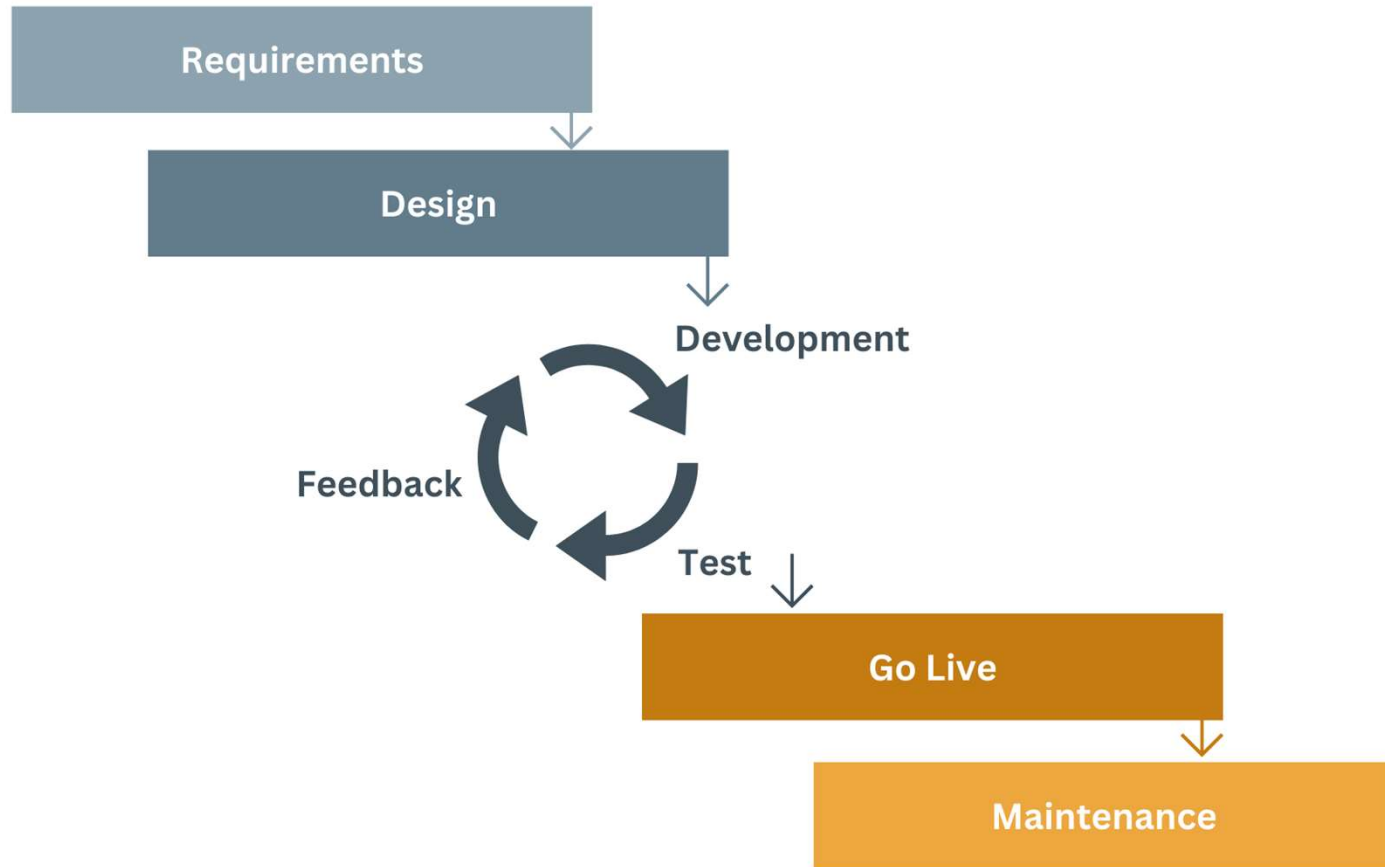 Requirements
Design
Development
Feedback
Test
Go Live
Maintenance